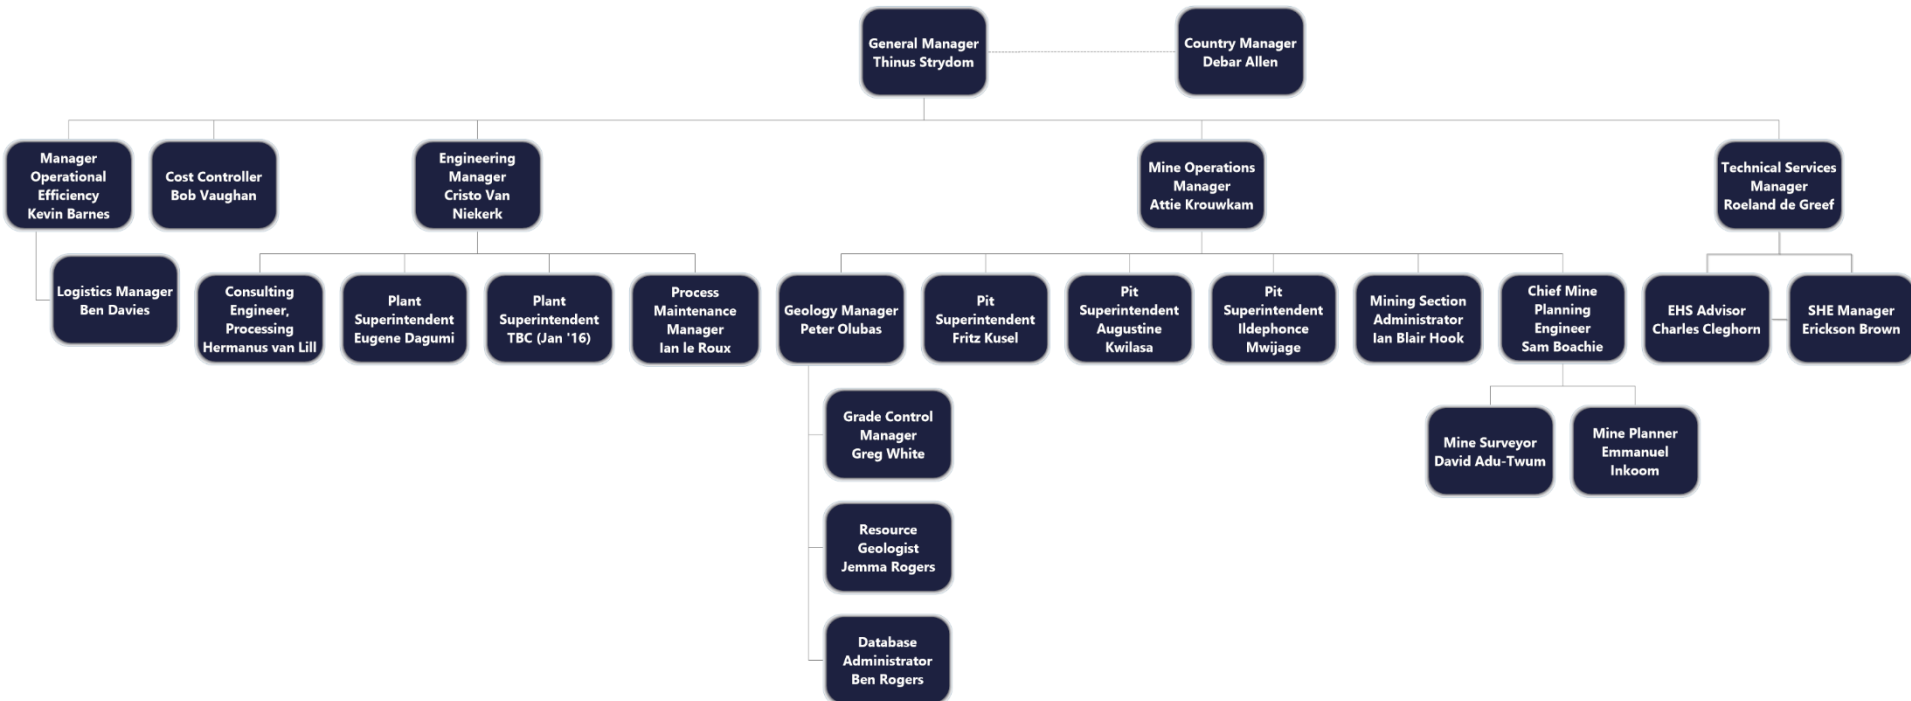 General Manager
Thinus Strydom
Country Manager
Debar Allen
Manager
Operational
Efficiency
Kevin Barnes
Cost Controller
Bob Vaughan
Engineering
Manager
Cristo Van
Niekerk
Mine Operations
Manager
Attie Krouwkam
Technical Services
Manager
Roeland de Greef
Logistics Manager
Ben Davies
Consulting
Engineer,
Processing
Hermanus van Lill
Plant
Superintendent
Eugene Dagumi
Plant
Superintendent
TBC (Jan '16)
Process
Maintenance
Manager
Ian le Roux
Geology Manager
Peter Olubas
Pit
Superintendent
Fritz Kusel
Pit
Superintendent
Augustine
Kwilasa
Pit
Superintendent
Ildephonce
Mwijage
Mining Section
Administrator
Ian Blair Hook
Chief Mine
Planning
Engineer
Sam Boachie
EHS Advisor
Charles Cleghorn
SHE Manager
Erickson Brown
Grade Control
Manager
Greg White
Mine Surveyor
David Adu-Twum
Mine Planner
Emmanuel
Inkoom
Resource
Geologist
Jemma Rogers
Database
Administrator
Ben Rogers